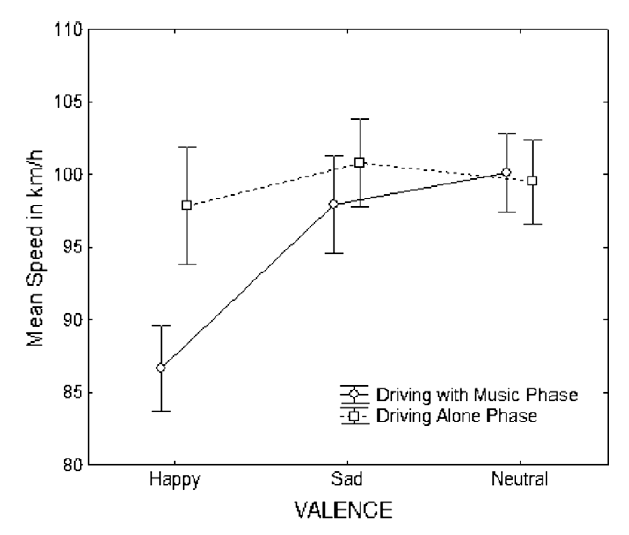 110
105
100
95
90
85
80
Mean Speed in km/h
Driving with Music Phase
Driving Alone Phase
Happy
Sad
Neutral
VALENCE